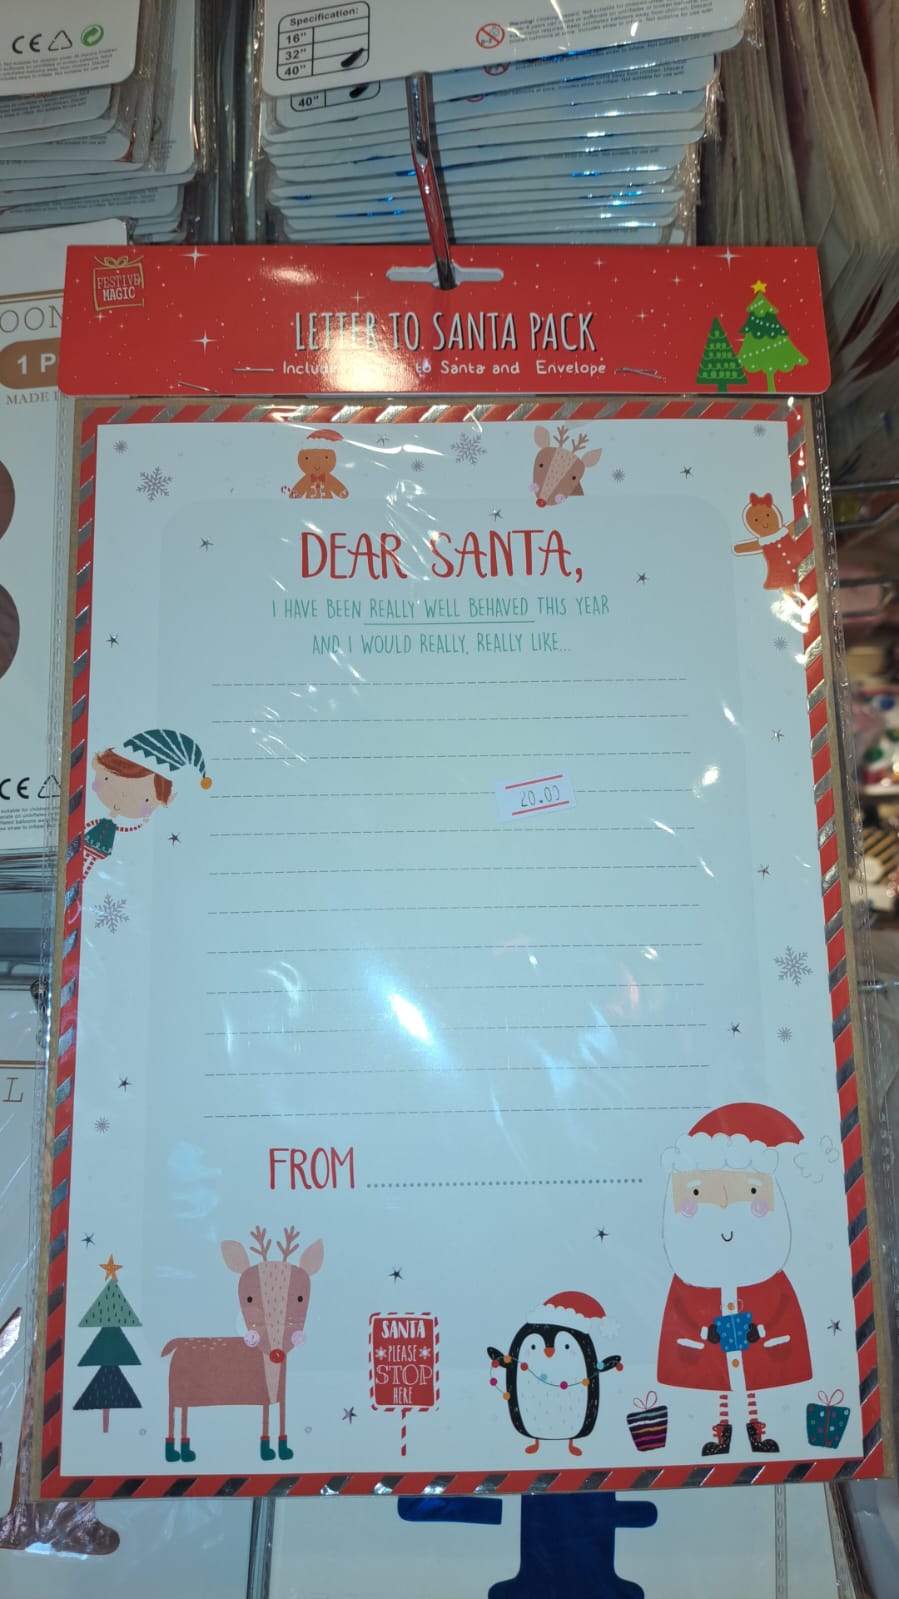 Specification:
16"
32"
40"
40"
CE
FESTIVE
MAGIC
LETTER TO SANTA PACK
to Santa and Envelope
1 P
MADE
DEAR SANTA,
I HAVE BEEN REALLY WELL BEHAVED THIS YEAR
AND I WOULD REALLY, REALLY LIKE...
20.00
CE
L
FROM
SANTA
PLEASE
STOP
HERE